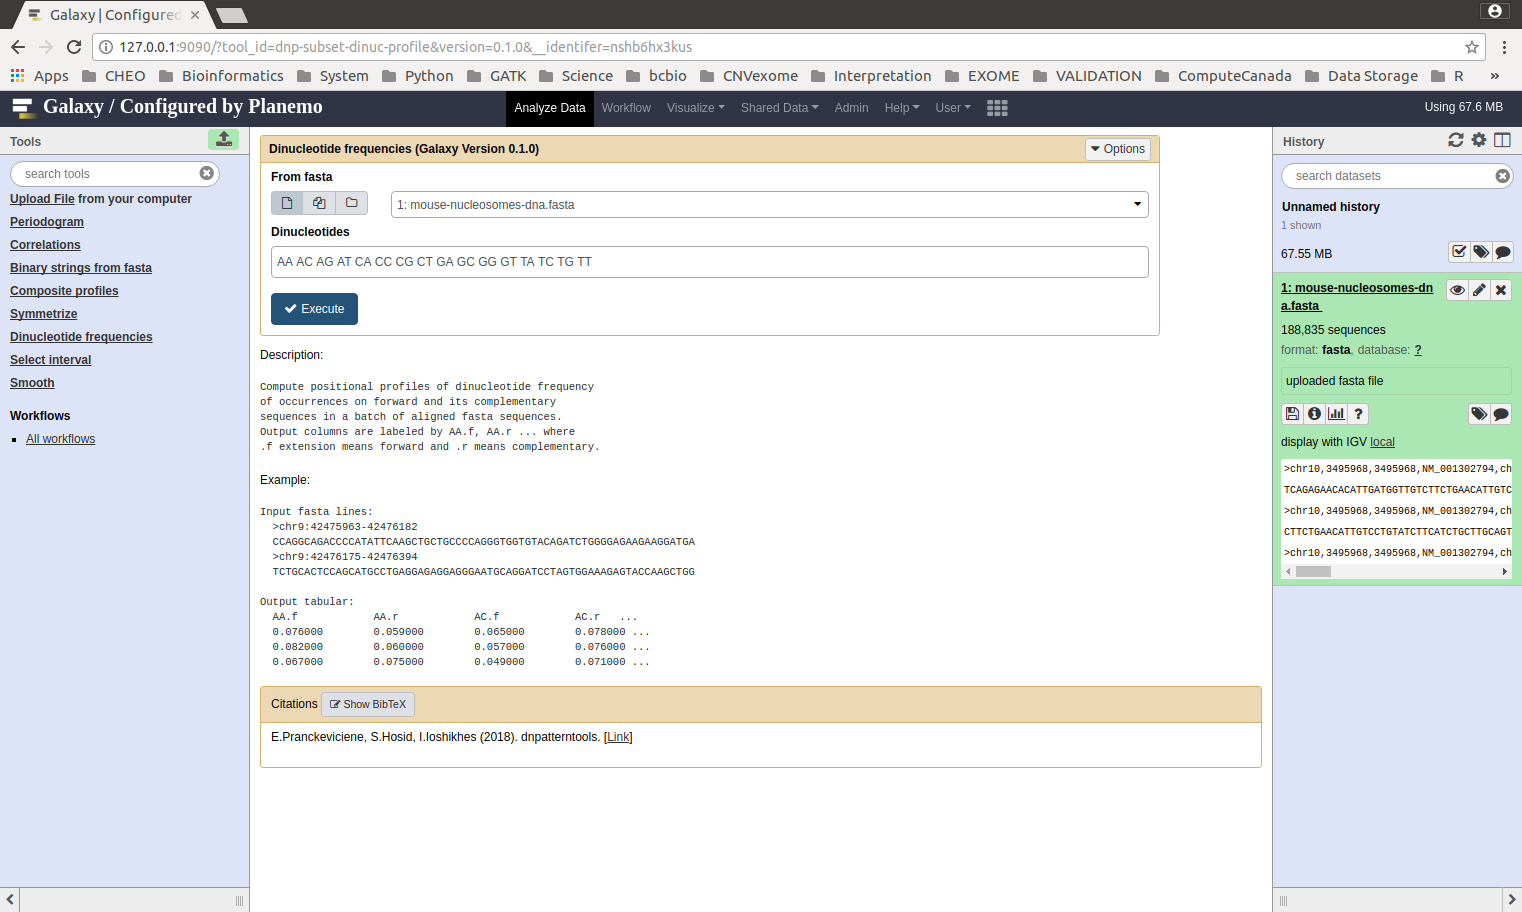 Galaxy | Configured
127.0.0.1:9090/?tool_id=dnp-subset-dinuc-profile&version=0.1.0&__identifer=nshb6hx3kus
Apps CHEO Bioinformatics System Python GATK Science bcbio CNVexome Interpretation EXOME VALIDATION ComputeCanada Data Storage R »
Galaxy / Configured by Planemo
Analyze Data Workflow Visualize Shared Data Admin Help User
Using 67.6 MB
Tools
search tools
Upload File from your computer
Periodogram
Correlations
Binary strings from fasta
Composite profiles
Symmetrize
Dinucleotide frequencies
Select interval
Smooth
Workflows
All workflows
Dinucleotide frequencies (Galaxy Version 0.1.0)
Options
From fasta
1: mouse-nucleosomes-dna.fasta
Dinucleotides
AA AC AG AT CA CC CG CT GA GC GG GT TA TC TG TT
Execute
Description:
Compute positional profiles of dinucleotide frequency
of occurrences on forward and its complementary
sequences in a batch of aligned fasta sequences.
Output columns are labeled by AA.f, AA.r ... where
.f extension means forward and .r means complementary.
Example:
Input fasta lines:
>chr9:42475963-42476182
CCAGGCAGACCCCATATTCAAGCTGCTGCCCCAGGGTGGTGTACAGATCTGGGGAGAAGAAGGATGA
>chr9:42476175-42476394
TCTGCACTCCAGCATGCCTGAGGAGAGGAGGGAATGCAGGATCCTAGTGGAAAGAGTACCAAGCTGG
Output tabular:
AA.f AA.r AC.f AC.r ...
0.076000 0.059000 0.065000 0.078000 ...
0.082000 0.060000 0.057000 0.076000 ...
0.067000 0.075000 0.049000 0.071000 ...
Citations Show BibTeX
E.Pranckeviciene, S.Hosid, I.Ioshikhes (2018). dnpatterntools. [Link]
History
search datasets
Unnamed history
1 shown
67.55 MB
1: mouse-nucleosomes-dn
a.fasta
188,835 sequences
format: fasta, database: ?
uploaded fasta file
?
display with IGV local
>chr10,3495968,3495968,NM_001302794,ch
TCAGAGAACACATTGATGGTTGTCTTCTGAACATTGTC
>chr10,3495968,3495968,NM_001302794,ch
CTTCTGAACATTGTCCTGTATCTTCATCTGCTTGCAGT
>chr10,3495968,3495968,NM_001302794,ch